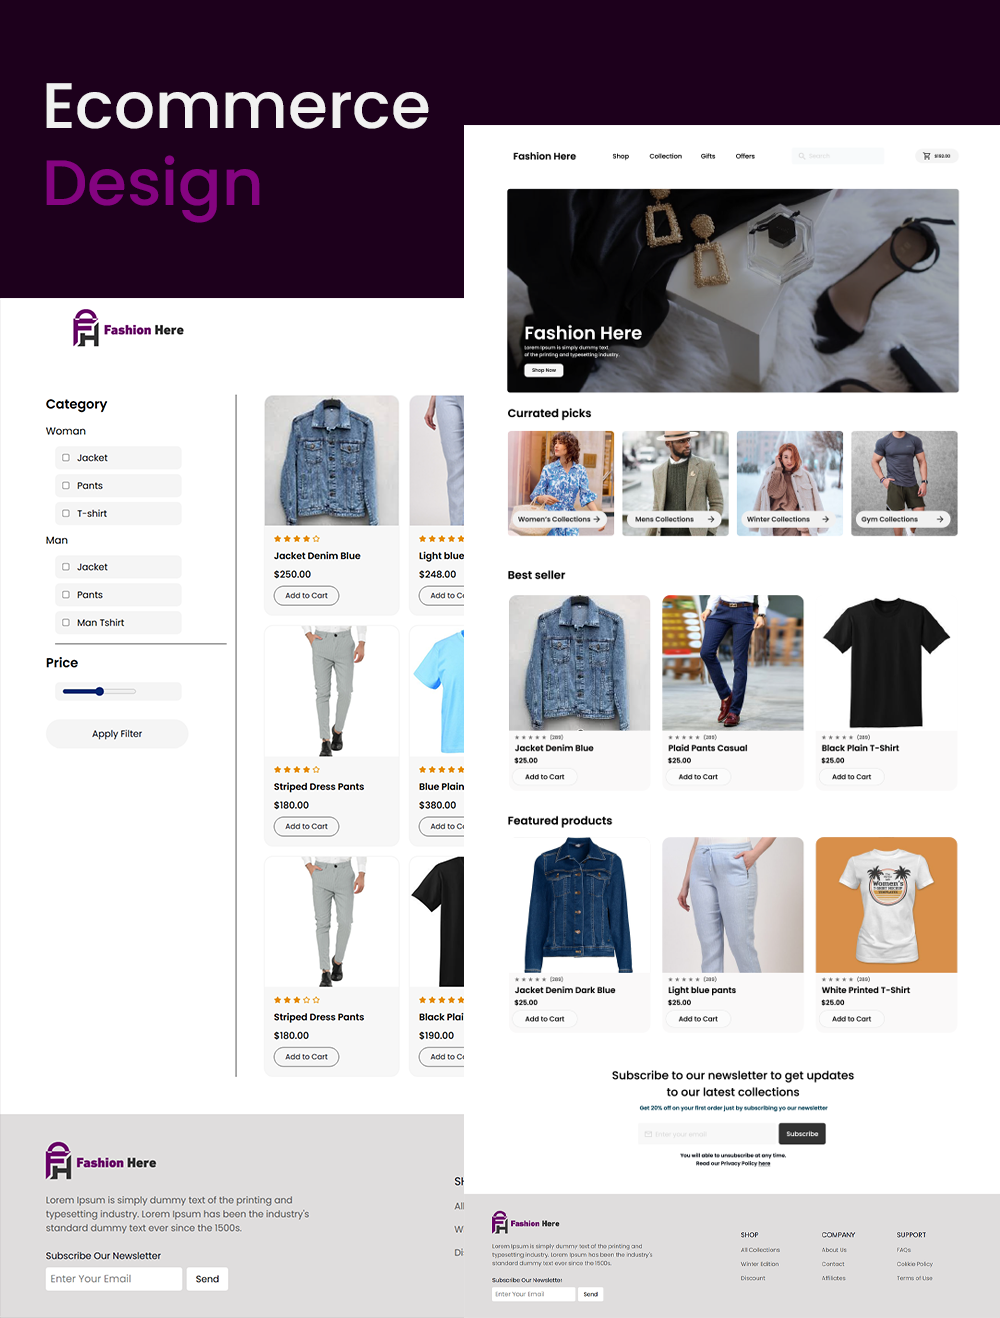 Ecommerce
Design
Fashion Here
Category
Woman
Jacket
Pants
T-shirt
Man
Jacket
Pants
Man Tshirt
Price
Apply Filter
Jacket Denim Blue
$250.00
Add to Cart
Light blue
$248.00
Add to Co
Striped Dress Pants
$180.00
Add to Cart
Blue Plain
$380.00
Add to Co
Striped Dress Pants
$180.00
Add to Cart
Black Plai
$190.00
Add to Co
Fashion Here
Lorem Ipsum is simply dummy text of the printing and
typesetting industry. Lorem Ipsum has been the industry's
standard dummy text ever since the 1500s.
Subscribe Our Newsletter
Enter Your Email
Send
SH
All
W
Di
Fashion Here
Shop
Collection
Gifts
Offers
Search
$150.00
Fashion Here
Lorem Ipsum is simply dummy text
of the printing and typesetting industry.
Shop Now
Currated picks
Women's Collections
Mens Collections
Winter Collections
Gym Collections
Best seller
(289)
Jacket Denim Blue
$25.00
Add to Cart
(289)
Plaid Pants Casual
$25.00
Add to Cart
(289)
Black Plain T-Shirt
$25.00
Add to Cart
Featured products
(289)
Jacket Denim Dark Blue
$25.00
Add to Cart
(289)
Light blue pants
$25.00
Add to Cart
Women's
(289)
White Printed T-Shirt
$25.00
Add to Cart
Subscribe to our newsletter to get updates
to our latest collections
Get 20% off on your first order just by subscribing yo our newsletter
Enter your email
Subscribe
You will able to unsubscribe at any time.
Read our Privacy Policy here
Fashion Here
Lorem Ipsum is simply dummy text of the printing and
typesetting industry. Lorem Ipsum has been the industry's
standard dummy text ever since the 1500s.
Subscribe Our Newsletter
Enter Your Email
Send
SHOP
All Collections
Winter Edition
Discount
COMPANY
About Us
Contact
Affiliates
SUPPORT
FAQs
Cokkie Policy
Terms of Use